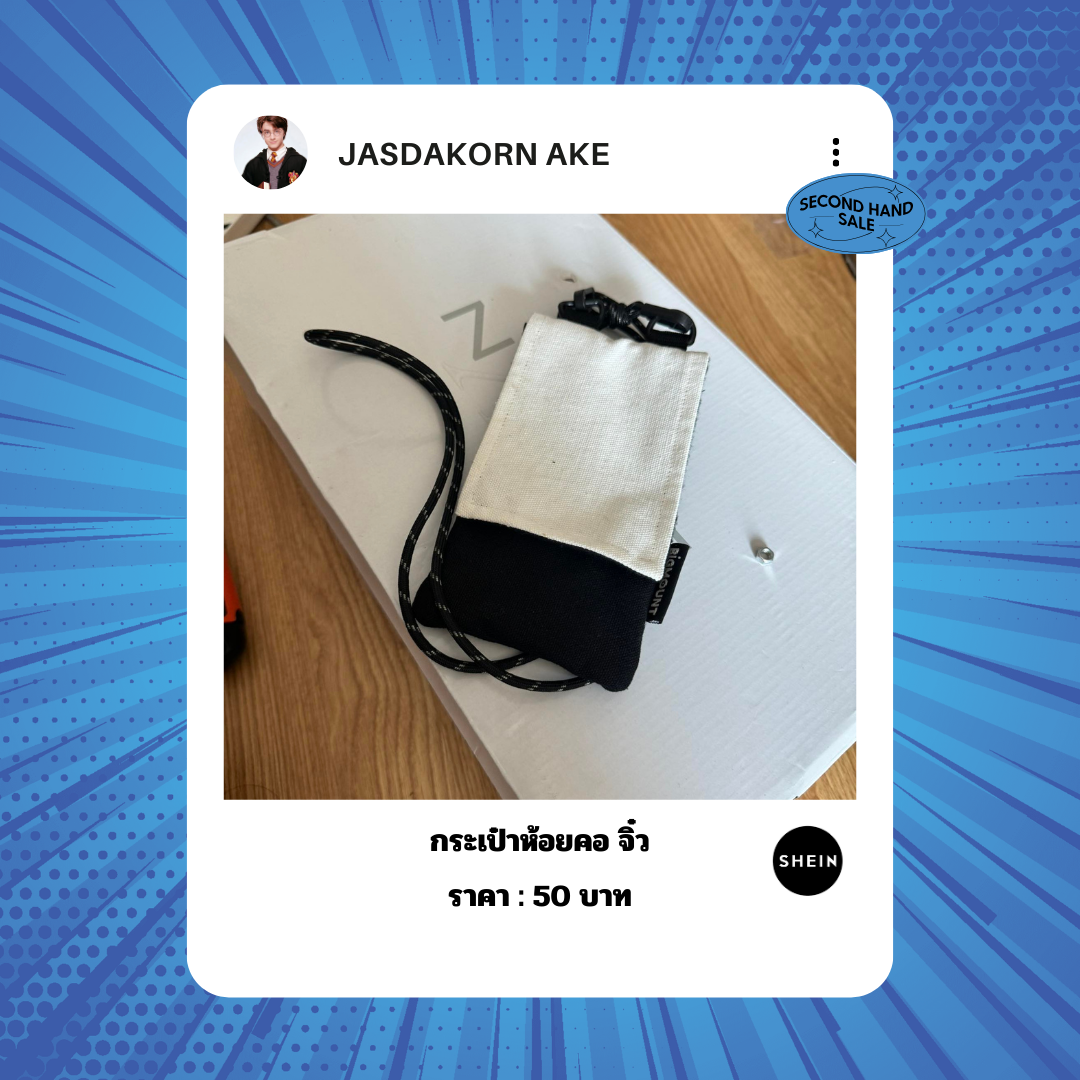 JASDAKORN AKE
SECOND HAND
SALE
Z
กระเป๋าห้อยคอ จิ๋ว
SHEIN
ราคา : 50 บาท